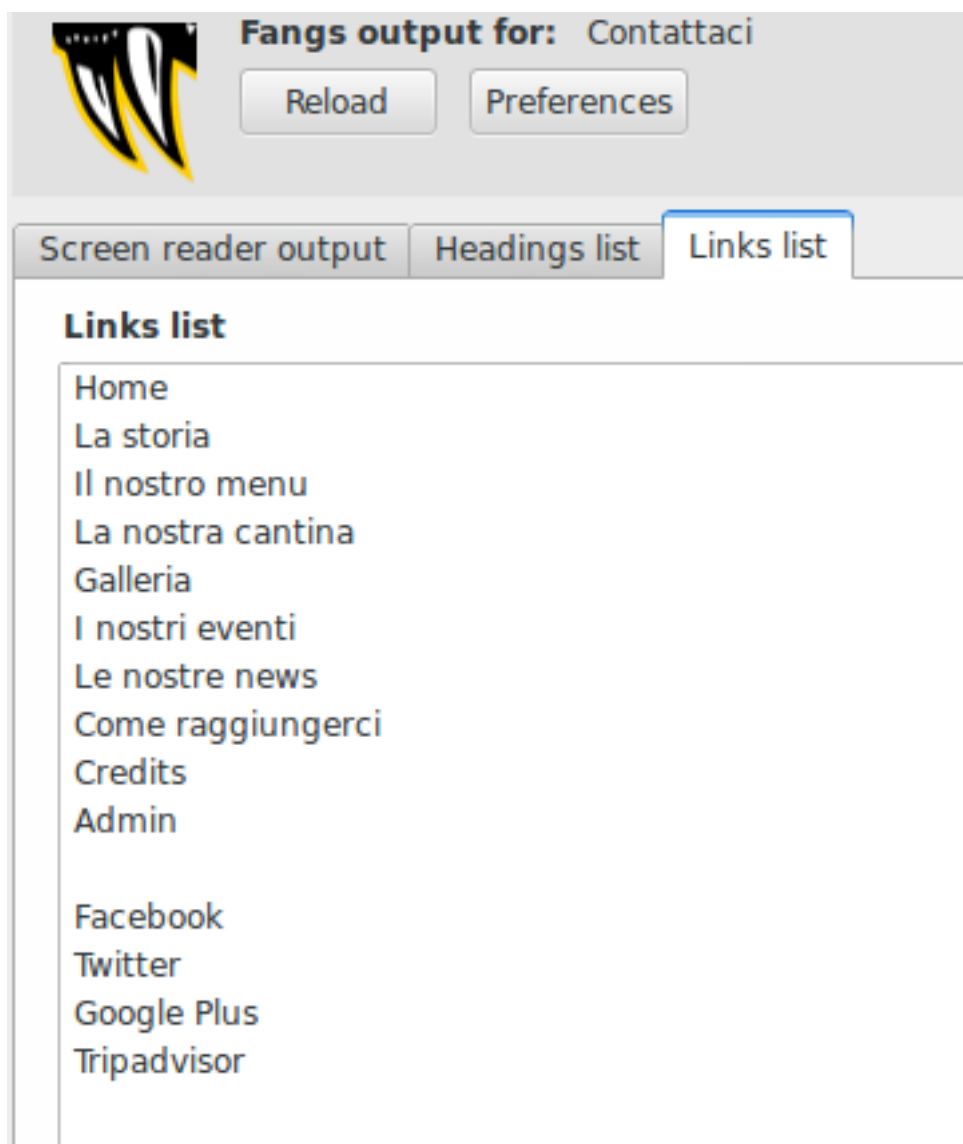 Fangs output for: Contattaci
Reload Preferences
Screen reader output Headings list Links list
Links list
Home
La storia
Il nostro menu
La nostra cantina
Galleria
I nostri eventi
Le nostre news
Come raggiungerci
Credits
Admin
Facebook
Twitter
Google Plus
Tripadvisor